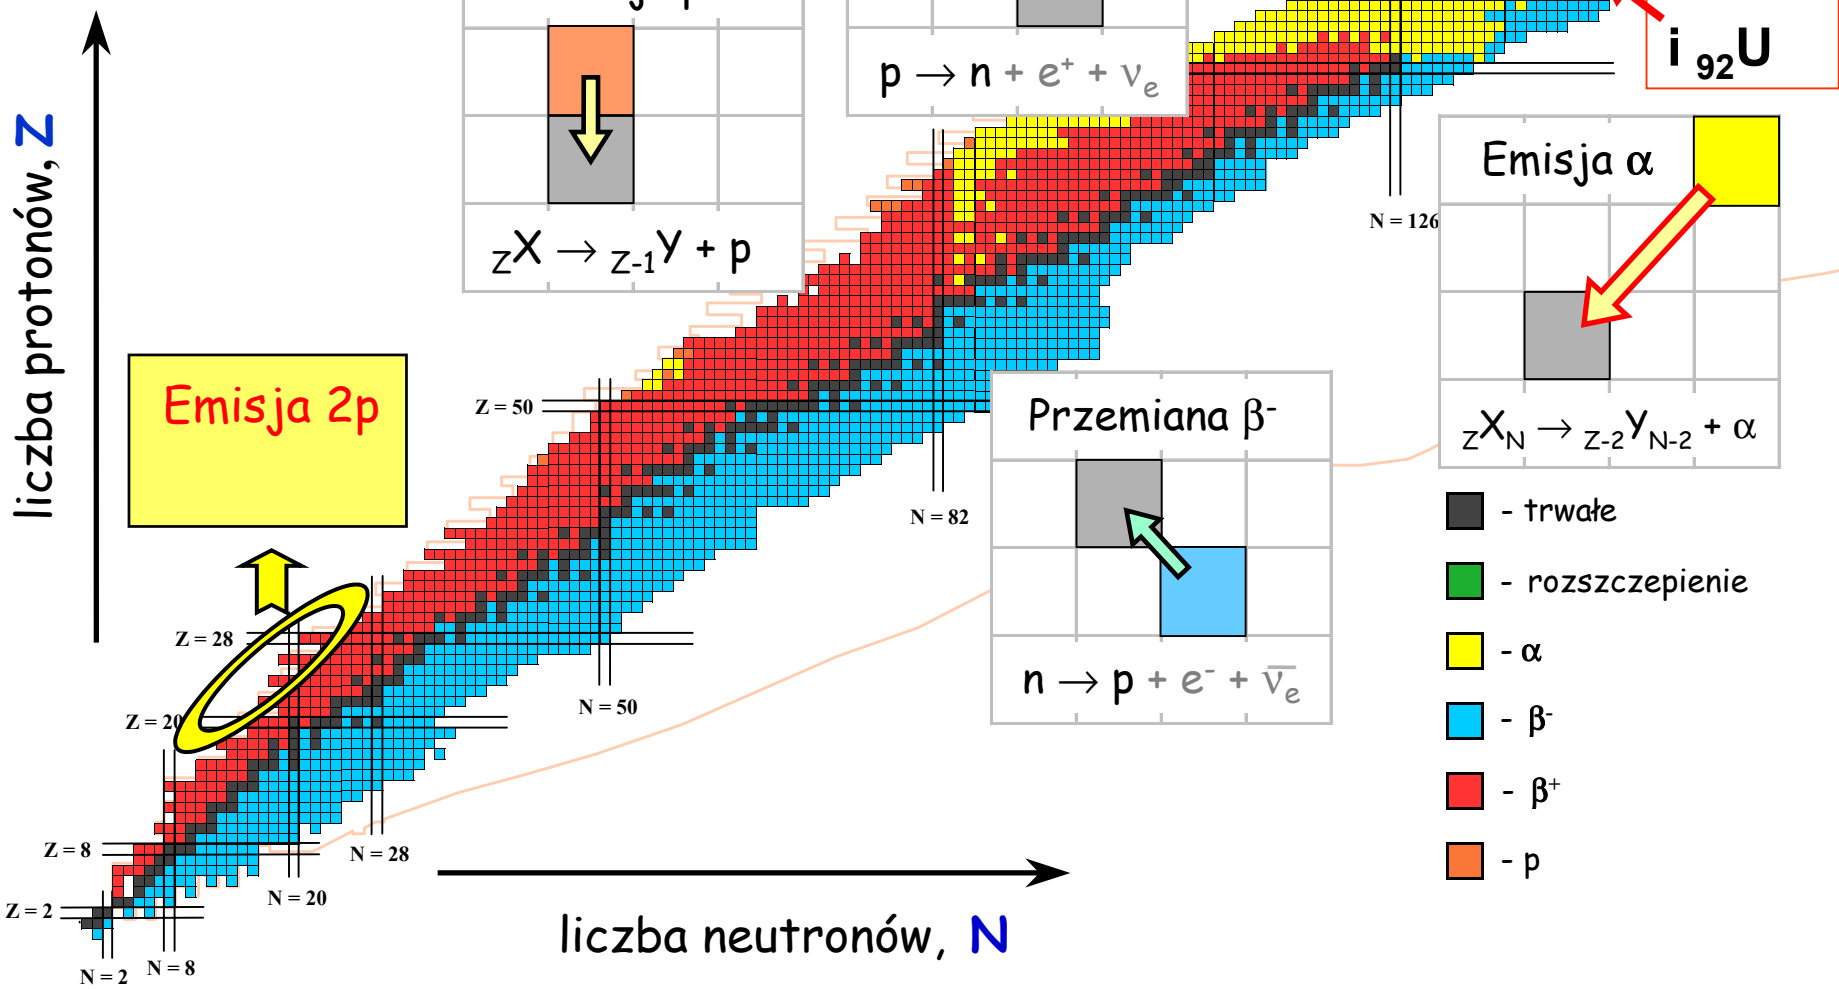 p → n + e⁺ + νₑ
i ₉₂U
Emisja α
N = 126
ZX → Z-1Y + p
liczba protonów, Z
Emisja 2p
Z = 50
Przemiana β⁻
ZXN → Z-2YN-2 + α
N = 82
- trwałe
- rozszczepienie
- α
- β⁻
- β⁺
- p
Z = 28
n → p + e⁻ + ν̅ₑ
N = 50
Z = 20
Z = 8
N = 28
N = 20
Z = 2
liczba neutronów, N
N = 2
N = 8